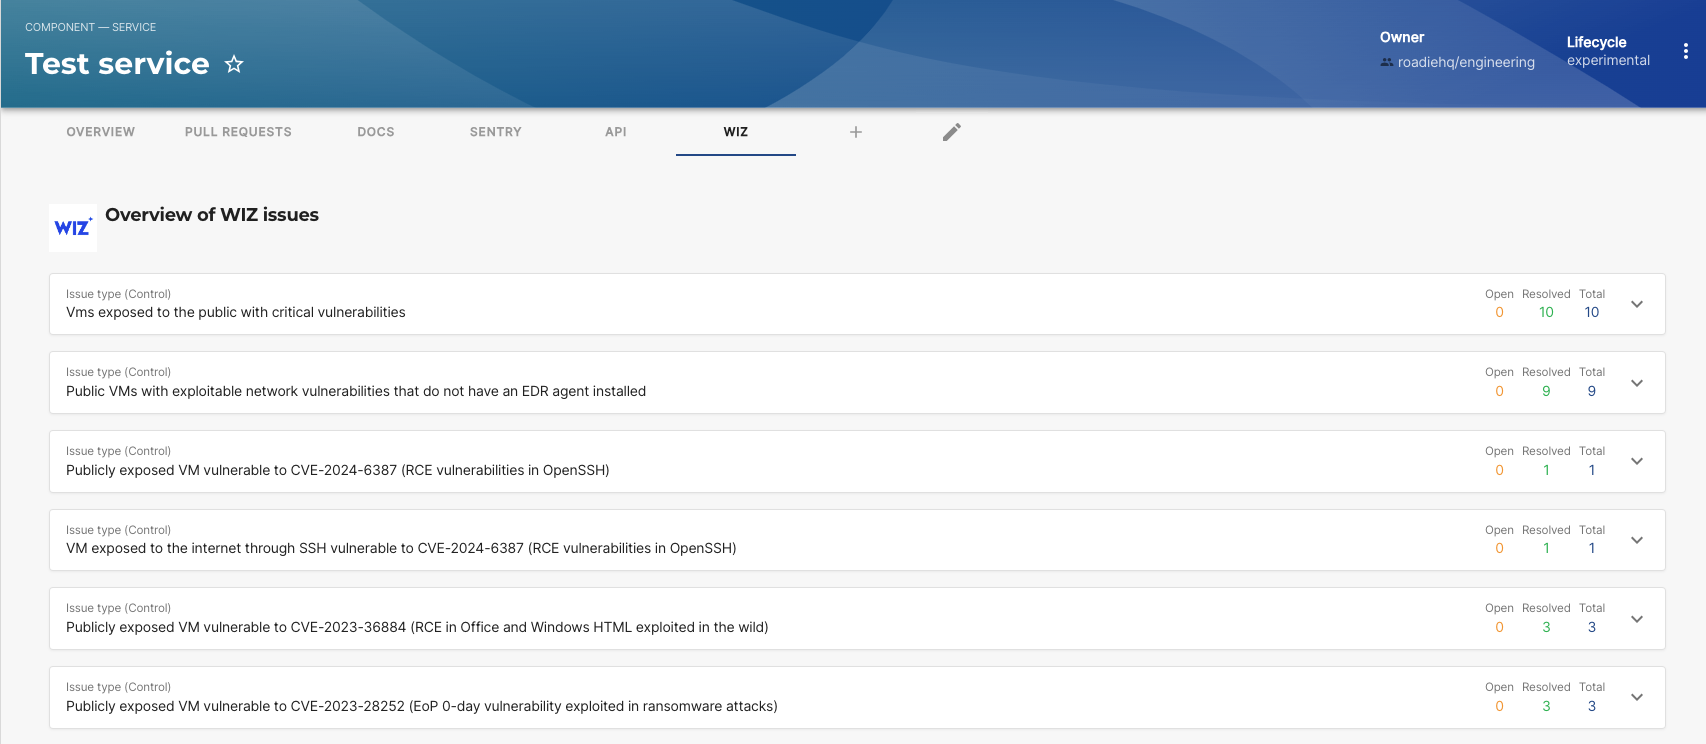 COMPONENT — SERVICE
Test service
Owner
roadiehq/engineering
Lifecycle
experimental
OVERVIEW PULL REQUESTS DOCS SENTRY API WIZ
WIZ
Overview of WIZ issues
Issue type (Control) Open Resolved Total
Vms exposed to the public with critical vulnerabilities 0 10 10
Issue type (Control) Open Resolved Total
Public VMs with exploitable network vulnerabilities that do not have an EDR agent installed 0 9 9
Issue type (Control) Open Resolved Total
Publicly exposed VM vulnerable to CVE-2024-6387 (RCE vulnerabilities in OpenSSH) 0 1 1
Issue type (Control) Open Resolved Total
VM exposed to the internet through SSH vulnerable to CVE-2024-6387 (RCE vulnerabilities in OpenSSH) 0 1 1
Issue type (Control) Open Resolved Total
Publicly exposed VM vulnerable to CVE-2023-36884 (RCE in Office and Windows HTML exploited in the wild) 0 3 3
Issue type (Control) Open Resolved Total
Publicly exposed VM vulnerable to CVE-2023-28252 (EoP 0-day vulnerability exploited in ransomware attacks) 0 3 3